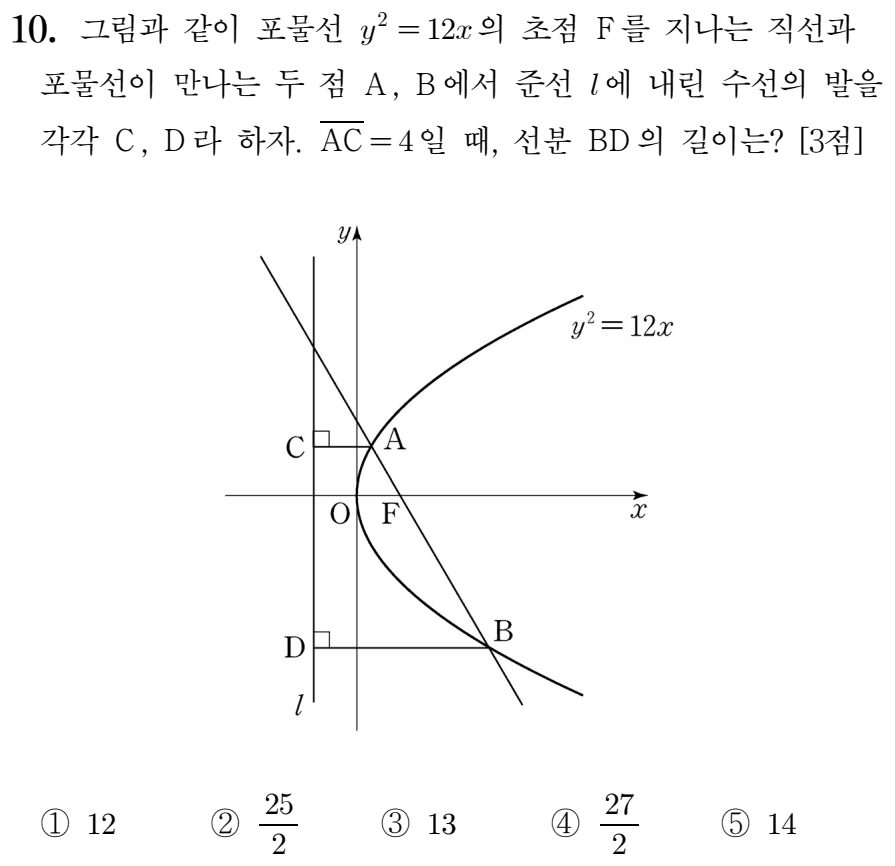 10. 그림과 같이 포물선 y² = 12x의 초점 F를 지나는 직선과
포물선이 만나는 두 점 A, B에서 준선 l에 내린 수선의 발을
각각 C, D라 하자. \overline{AC} = 4일 때, 선분 BD의 길이는? [3점]
y
y² = 12x
C
A
O
F
x
D
B
l
① 12 ② 25/2 ③ 13 ④ 27/2 ⑤ 14